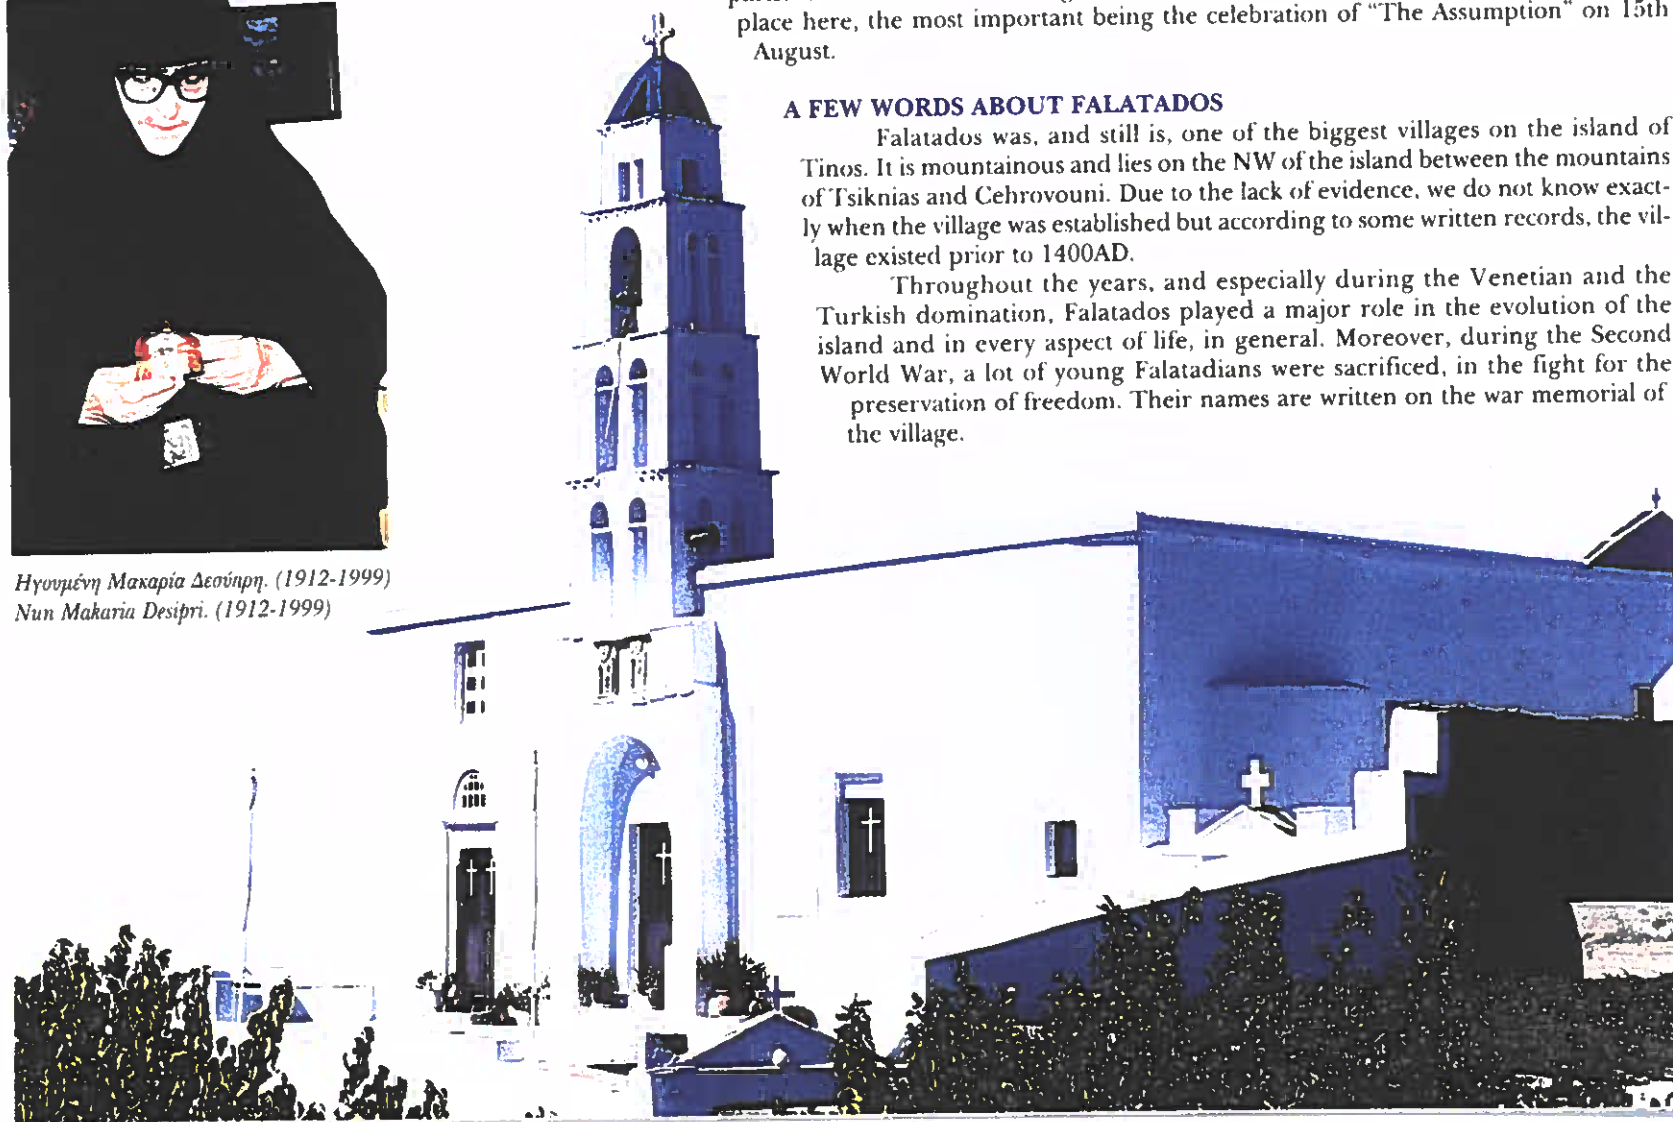 place here, the most important being the celebration of "The Assumption" on 15th
August.
A FEW WORDS ABOUT FALATADOS
Falatados was, and still is, one of the biggest villages on the island of
Tinos. It is mountainous and lies on the NW of the island between the mountains
of Tsiknias and Cehrovouni. Due to the lack of evidence, we do not know exact-
ly when the village was established but according to some written records, the vil-
lage existed prior to 1400AD.
Throughout the years, and especially during the Venetian and the
Turkish domination, Falatados played a major role in the evolution of the
island and in every aspect of life, in general. Moreover, during the Second
World War, a lot of young Falatadians were sacrificed, in the fight for the
preservation of freedom. Their names are written on the war memorial of
the village.
Ηγουμένη Μακαρία Δεσύπρη. (1912-1999)
Nun Makaria Desipri. (1912-1999)